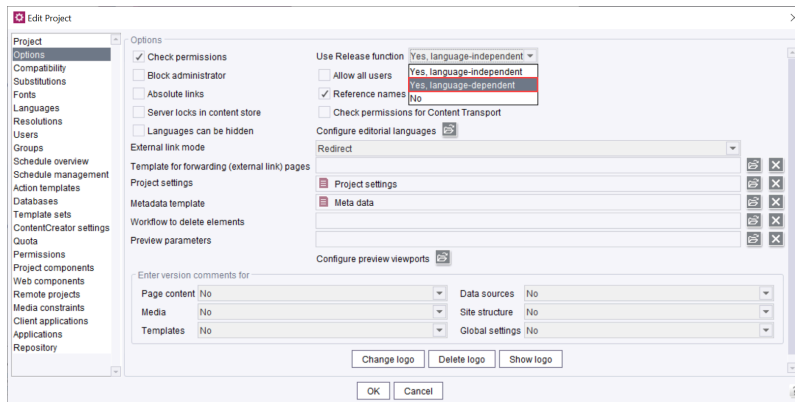 Edit Project
Project
Options
Compatibility
Substitutions
Fonts
Languages
Resolutions
Users
Groups
Schedule overview
Schedule management
Action templates
Databases
Template sets
ContentCreator settings
Quota
Permissions
Project components
Web components
Remote projects
Media constraints
Client applications
Applications
Repository
Options
Check permissions
Use Release function Yes, language-independent
Yes, language-independent
Yes, language-dependent
No
Block administrator
Allow all users
Absolute links
Reference names
Server locks in content store
Check permissions for Content Transport
Languages can be hidden
Configure editorial languages
External link mode Redirect
Template for forwarding (external link) pages
Project settings Project settings
Metadata template Meta data
Workflow to delete elements
Preview parameters
Configure preview viewports
Enter version comments for
Page content No Data sources No
Media No Site structure No
Templates No Global settings No
Change logo Delete logo Show logo
OK Cancel